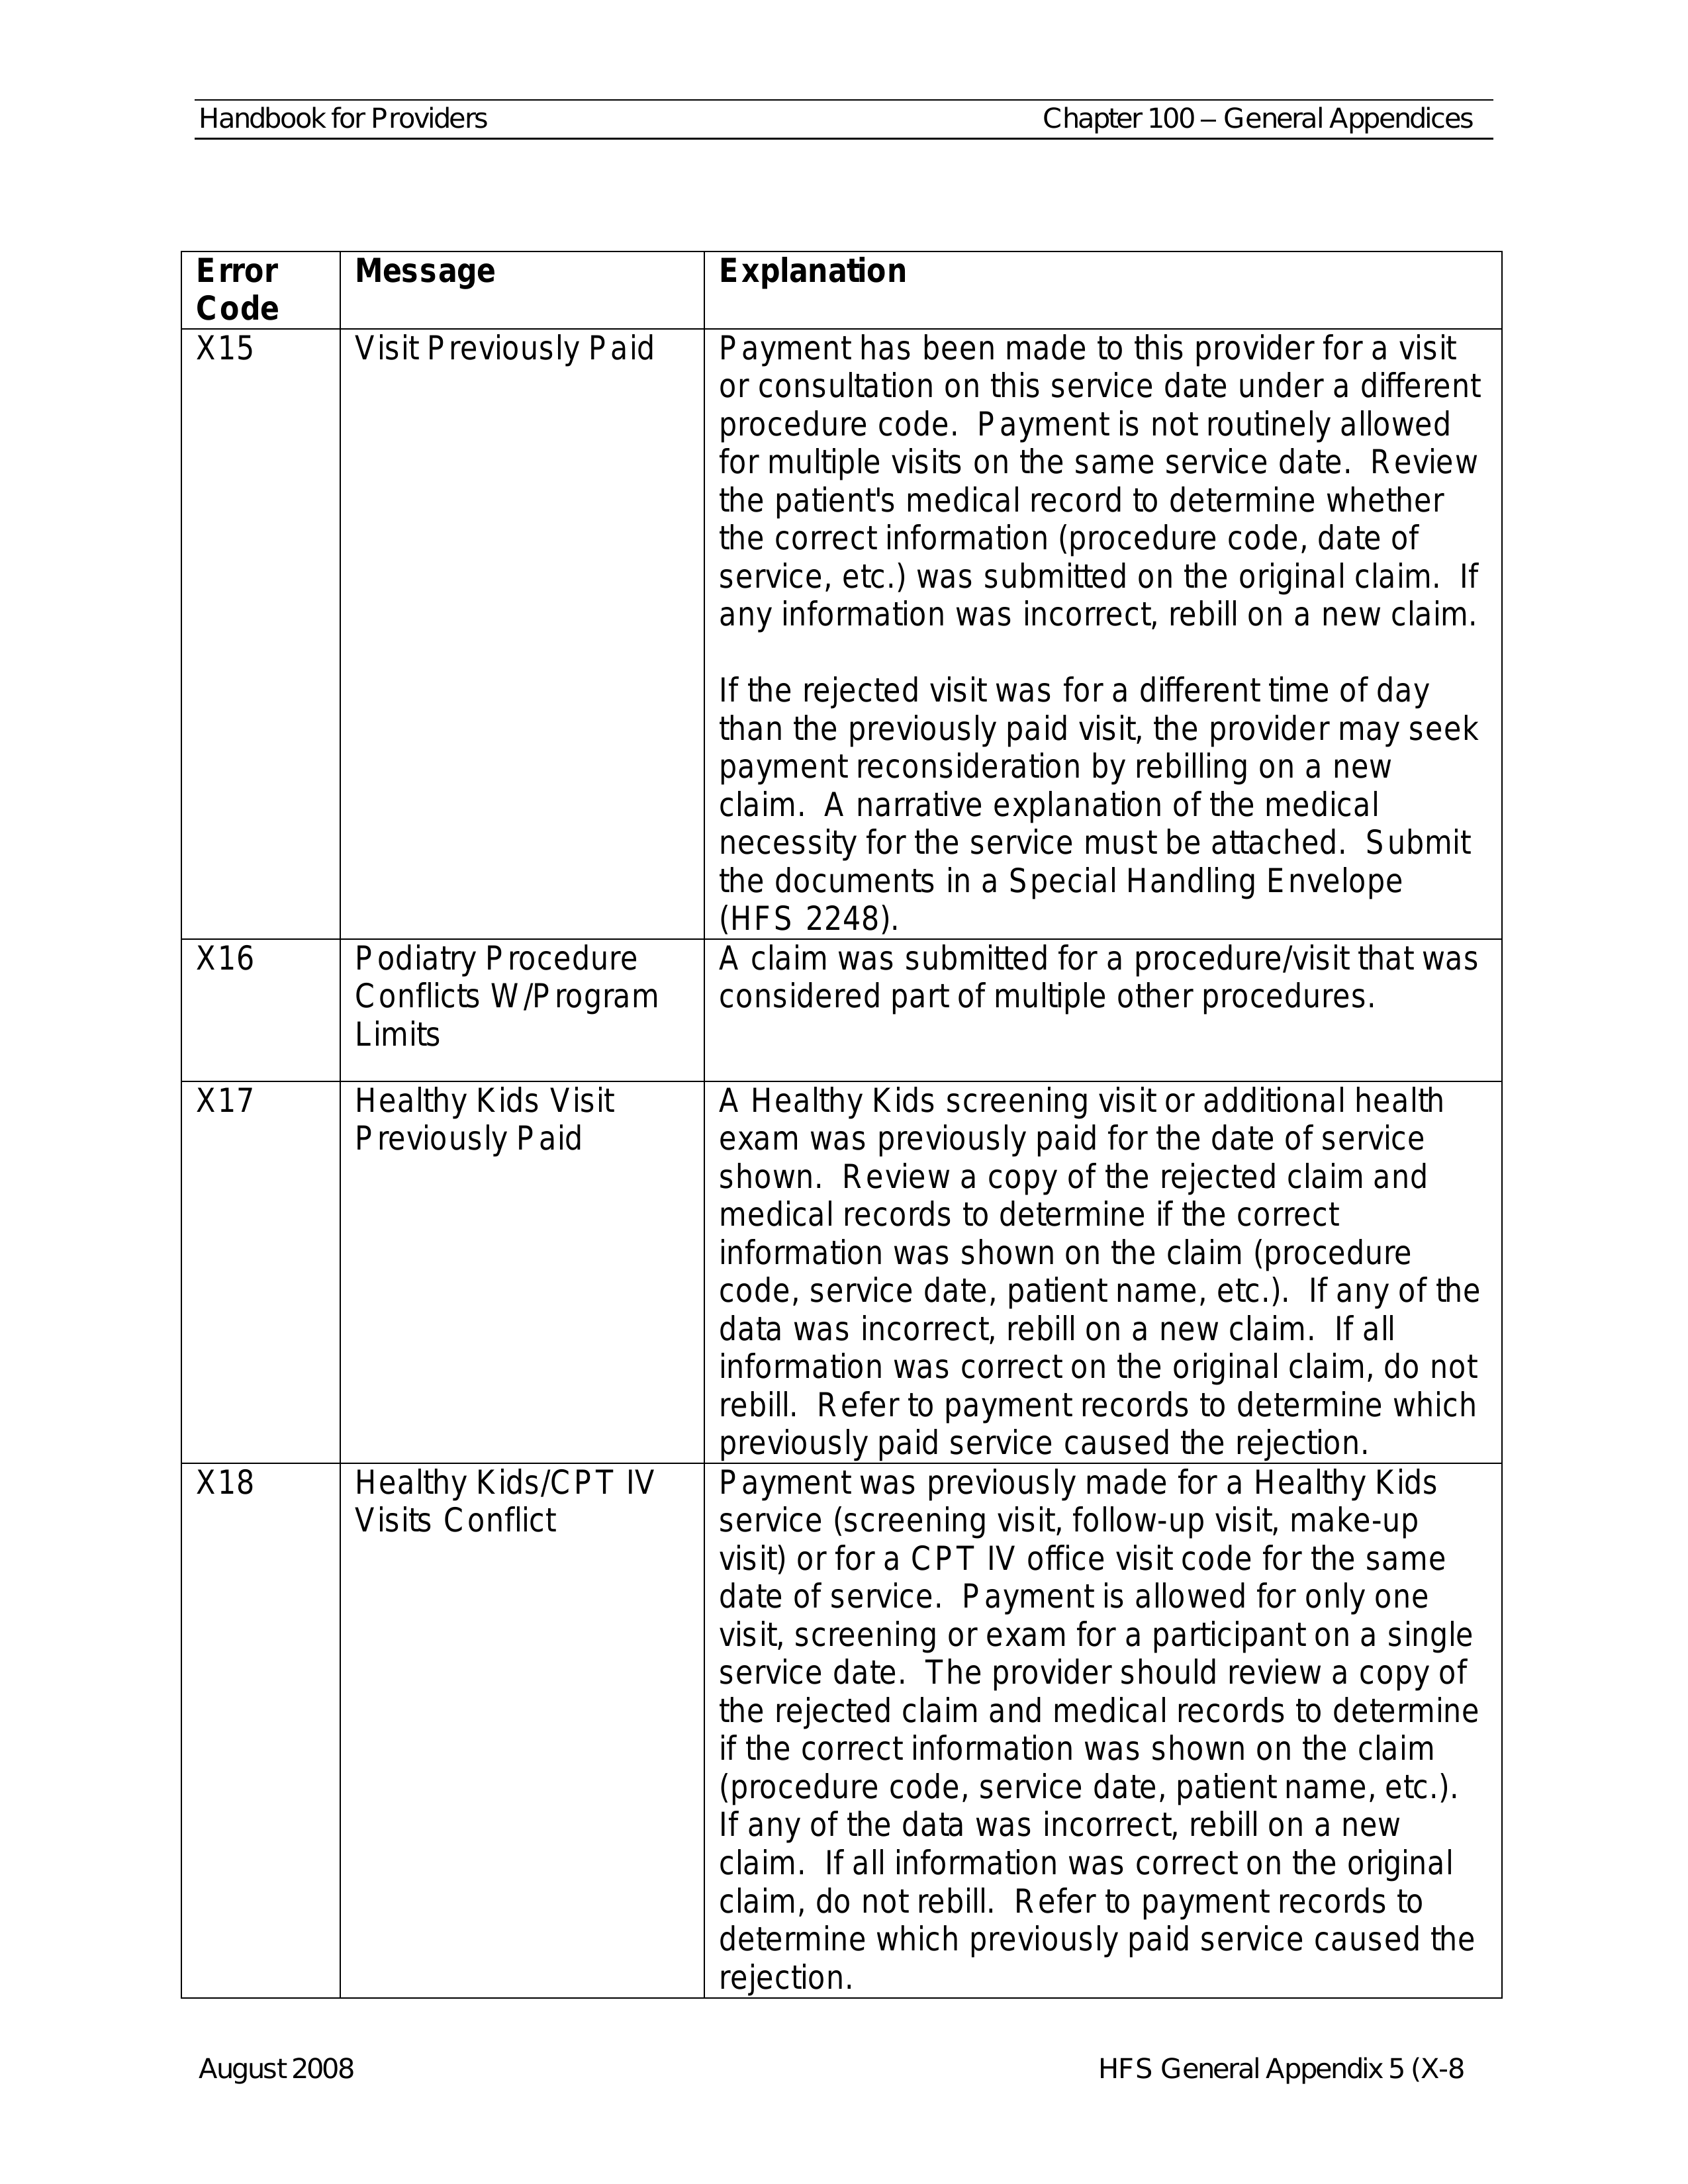 Handbook for Providers Chapter 100 – General Appendices
Error
Code
Message
Explanation
X15
Visit Previously Paid
Payment has been made to this provider for a visit
or consultation on this service date under a different
procedure code.  Payment is not routinely allowed
for multiple visits on the same service date.  Review
the patient's medical record to determine whether
the correct information (procedure code, date of
service, etc.) was submitted on the original claim.  If
any information was incorrect, rebill on a new claim.
If the rejected visit was for a different time of day
than the previously paid visit, the provider may seek
payment reconsideration by rebilling on a new
claim.  A narrative explanation of the medical
necessity for the service must be attached.  Submit
the documents in a Special Handling Envelope
(HFS 2248).
X16
Podiatry Procedure
Conflicts W/Program
Limits
A claim was submitted for a procedure/visit that was
considered part of multiple other procedures.
X17
Healthy Kids Visit
Previously Paid
A Healthy Kids screening visit or additional health
exam was previously paid for the date of service
shown.  Review a copy of the rejected claim and
medical records to determine if the correct
information was shown on the claim (procedure
code, service date, patient name, etc.).  If any of the
data was incorrect, rebill on a new claim.  If all
information was correct on the original claim, do not
rebill.  Refer to payment records to determine which
previously paid service caused the rejection.
X18
Healthy Kids/CPT IV
Visits Conflict
Payment was previously made for a Healthy Kids
service (screening visit, follow-up visit, make-up
visit) or for a CPT IV office visit code for the same
date of service.  Payment is allowed for only one
visit, screening or exam for a participant on a single
service date.  The provider should review a copy of
the rejected claim and medical records to determine
if the correct information was shown on the claim
(procedure code, service date, patient name, etc.).
If any of the data was incorrect, rebill on a new
claim.  If all information was correct on the original
claim, do not rebill.  Refer to payment records to
determine which previously paid service caused the
rejection.
August 2008 HFS General Appendix 5 (X-8